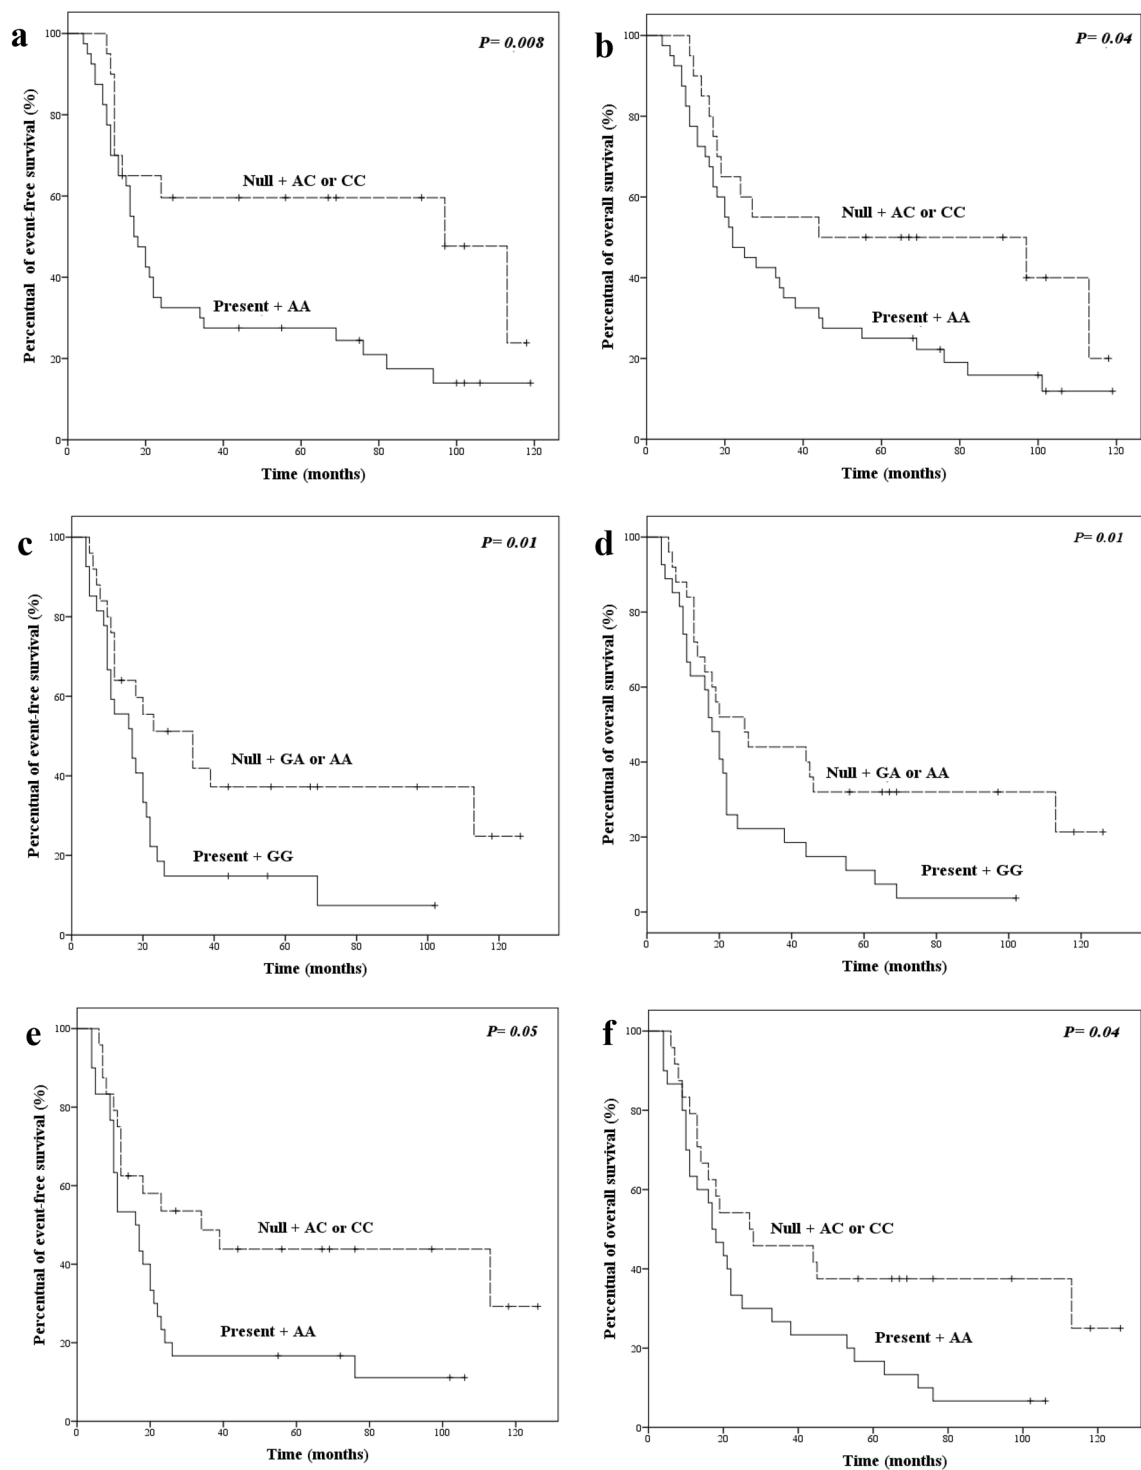 a
P= 0.008
Percentual of event-free survival (%)
100
80
60
40
20
0
Null + AC or CC
Present + AA
0 20 40 60 80 100 120
Time (months)
b
P= 0.04
Percentual of overall survival (%)
100
80
60
40
20
0
Null + AC or CC
Present + AA
0 20 40 60 80 100 120
Time (months)
c
P= 0.01
Percentual of event-free survival (%)
100
80
60
40
20
0
Null + GA or AA
Present + GG
0 20 40 60 80 100 120
Time (months)
d
P= 0.01
Percentual of overall survival (%)
100
80
60
40
20
0
Null + GA or AA
Present + GG
0 20 40 60 80 100 120
Time (months)
e
P= 0.05
Percentual of event-free survival (%)
100
80
60
40
20
0
Null + AC or CC
Present + AA
0 20 40 60 80 100 120
Time (months)
f
P= 0.04
Percentual of overall survival (%)
100
80
60
40
20
0
Null + AC or CC
Present + AA
0 20 40 60 80 100 120
Time (months)